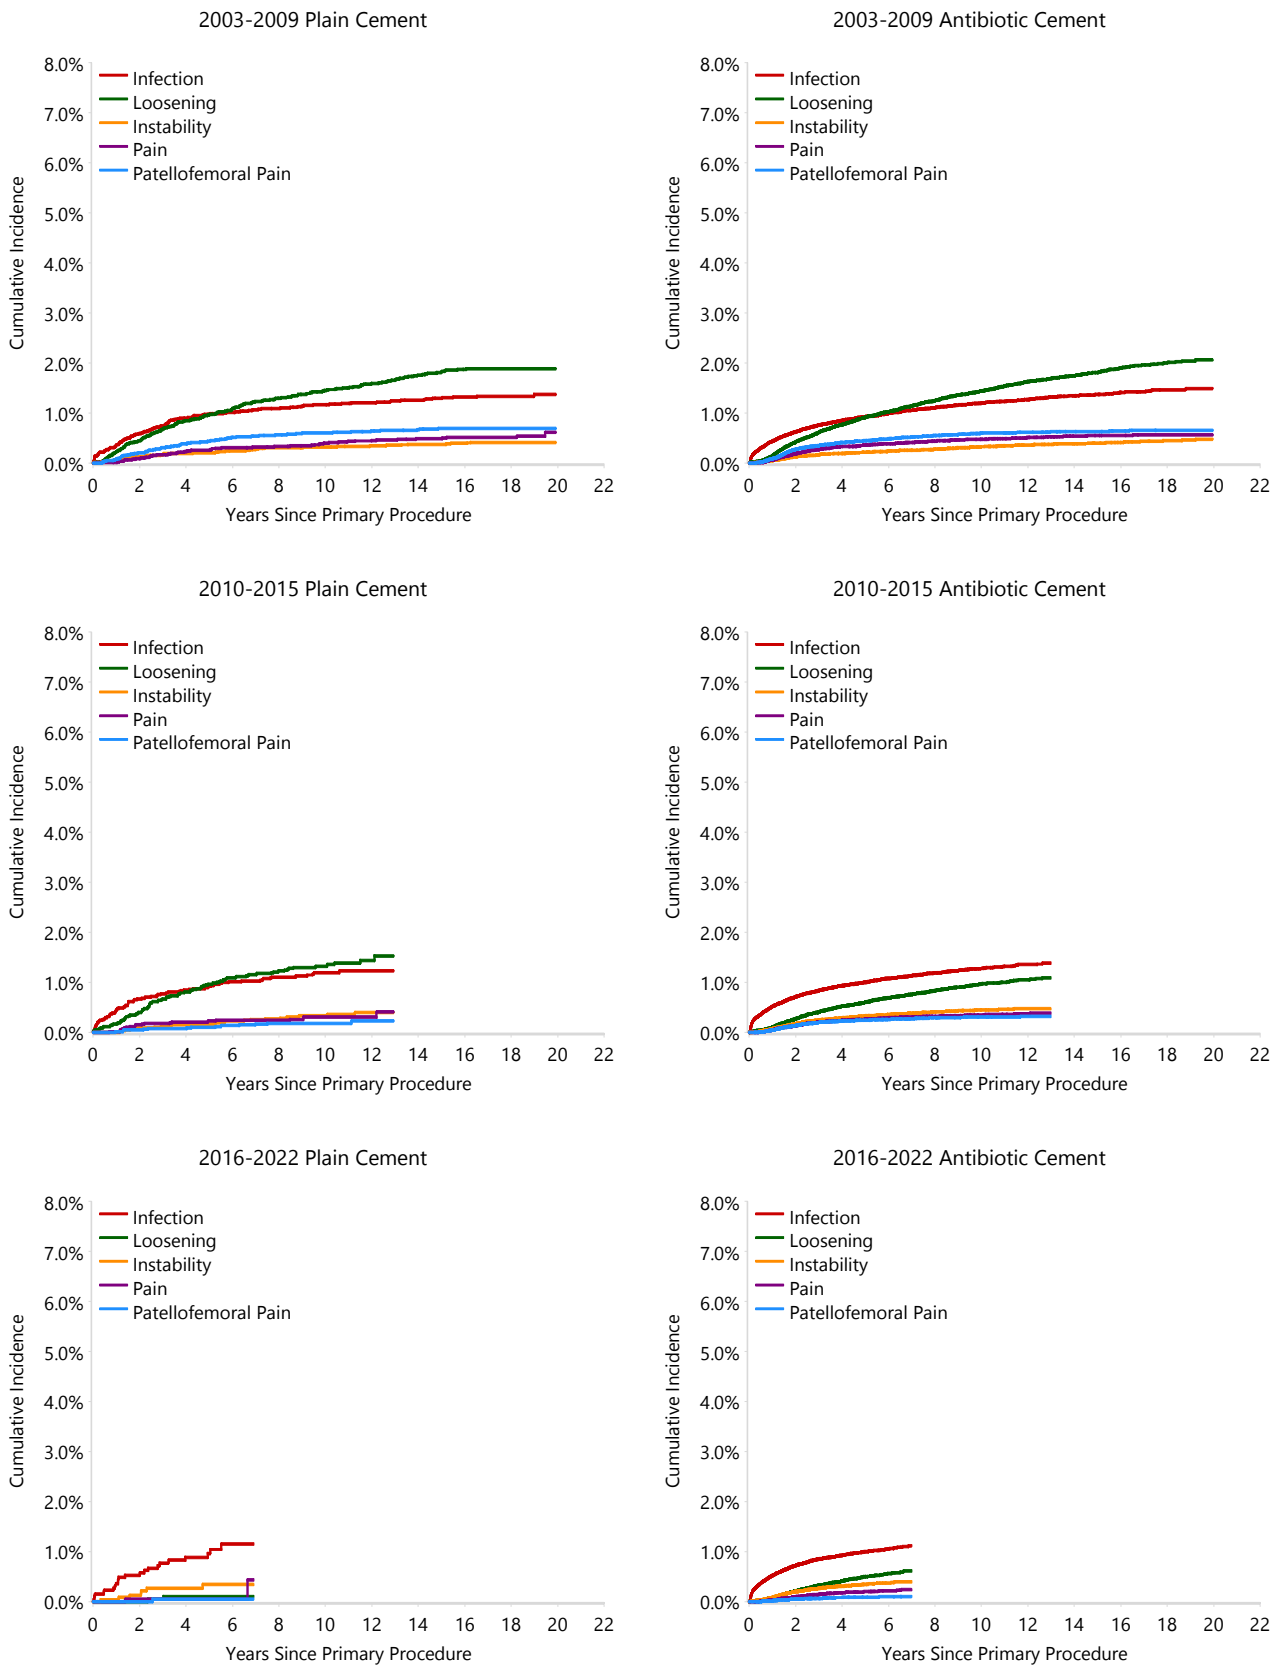 2003-2009 Plain Cement
8.0%
7.0%
6.0%
5.0%
4.0%
3.0%
2.0%
1.0%
0.0%
Cumulative Incidence
Infection
Loosening
Instability
Pain
Patellofemoral Pain
0 2 4 6 8 10 12 14 16 18 20 22
Years Since Primary Procedure
2003-2009 Antibiotic Cement
8.0%
7.0%
6.0%
5.0%
4.0%
3.0%
2.0%
1.0%
0.0%
Cumulative Incidence
Infection
Loosening
Instability
Pain
Patellofemoral Pain
0 2 4 6 8 10 12 14 16 18 20 22
Years Since Primary Procedure
2010-2015 Plain Cement
8.0%
7.0%
6.0%
5.0%
4.0%
3.0%
2.0%
1.0%
0.0%
Cumulative Incidence
Infection
Loosening
Instability
Pain
Patellofemoral Pain
0 2 4 6 8 10 12 14 16 18 20 22
Years Since Primary Procedure
2010-2015 Antibiotic Cement
8.0%
7.0%
6.0%
5.0%
4.0%
3.0%
2.0%
1.0%
0.0%
Cumulative Incidence
Infection
Loosening
Instability
Pain
Patellofemoral Pain
0 2 4 6 8 10 12 14 16 18 20 22
Years Since Primary Procedure
2016-2022 Plain Cement
8.0%
7.0%
6.0%
5.0%
4.0%
3.0%
2.0%
1.0%
0.0%
Cumulative Incidence
Infection
Loosening
Instability
Pain
Patellofemoral Pain
0 2 4 6 8 10 12 14 16 18 20 22
Years Since Primary Procedure
2016-2022 Antibiotic Cement
8.0%
7.0%
6.0%
5.0%
4.0%
3.0%
2.0%
1.0%
0.0%
Cumulative Incidence
Infection
Loosening
Instability
Pain
Patellofemoral Pain
0 2 4 6 8 10 12 14 16 18 20 22
Years Since Primary Procedure